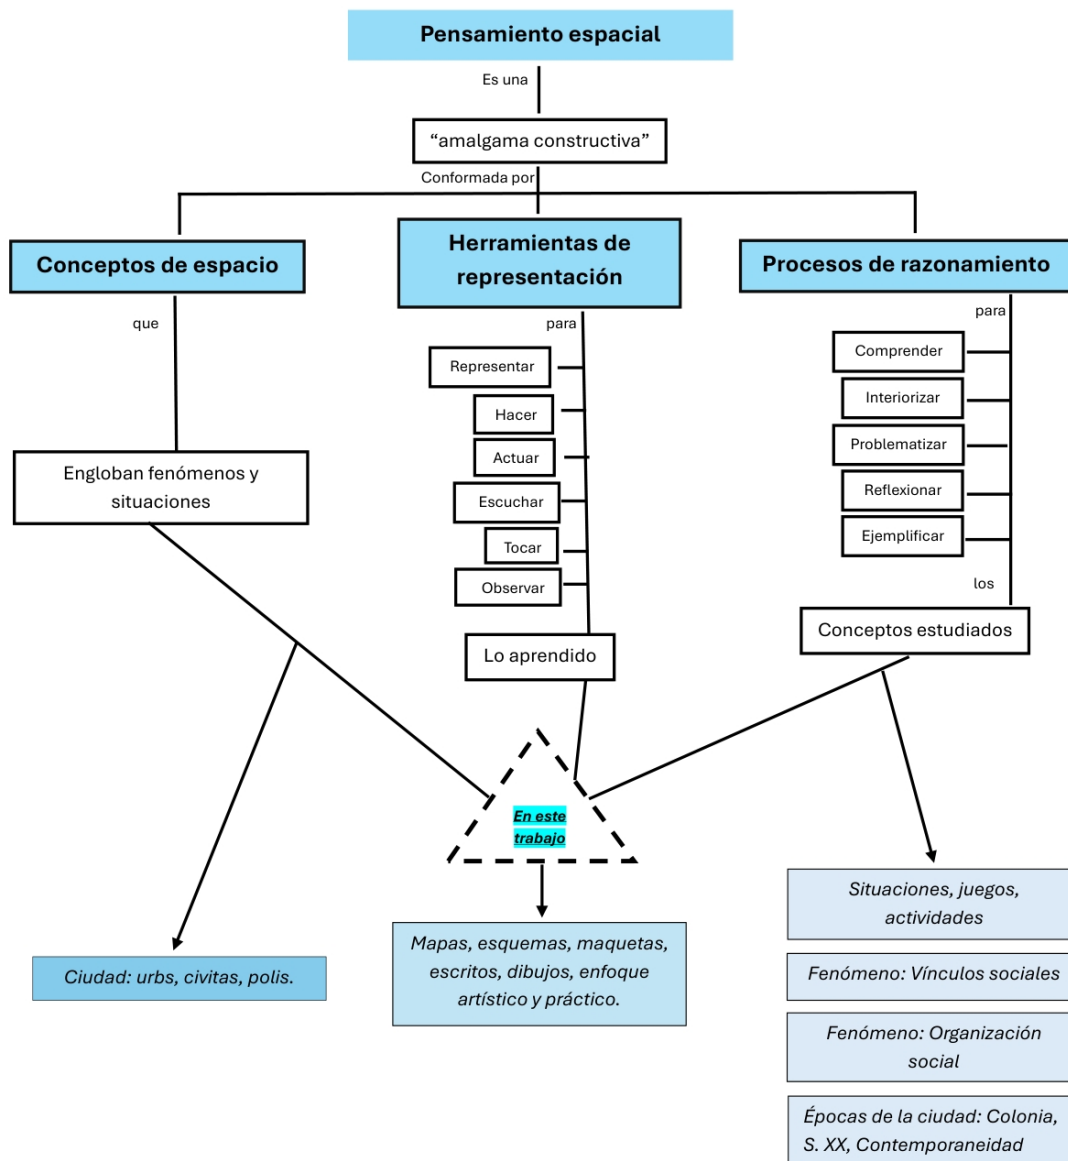 Pensamiento espacial
Es una
“amalgama constructiva”
Conformada por
Conceptos de espacio
que
Engloban fenómenos y
situaciones
Herramientas de
representación
para
Representar
Hacer
Actuar
Escuchar
Tocar
Observar
Lo aprendido
Procesos de razonamiento
para
Comprender
Interiorizar
Problematizar
Reflexionar
Ejemplificar
los
Conceptos estudiados
En este
trabajo
Ciudad: urbs, civitas, polis.
Mapas, esquemas, maquetas,
escritos, dibujos, enfoque
artístico y práctico.
Situaciones, juegos,
actividades
Fenómeno: Vínculos sociales
Fenómeno: Organización
social
Épocas de la ciudad: Colonia,
S. XX, Contemporaneidad